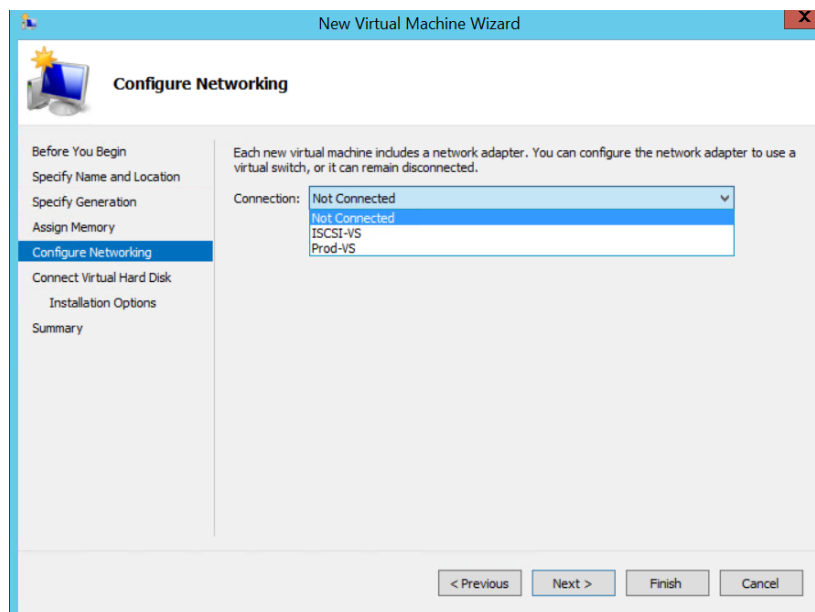 New Virtual Machine Wizard
X
Configure Networking
Before You Begin
Specify Name and Location
Specify Generation
Assign Memory
Configure Networking
Connect Virtual Hard Disk
Installation Options
Summary
Each new virtual machine includes a network adapter. You can configure the network adapter to use a
virtual switch, or it can remain disconnected.
Connection: Not Connected
Not Connected
ISCSI-VS
Prod-VS
< Previous Next > Finish Cancel